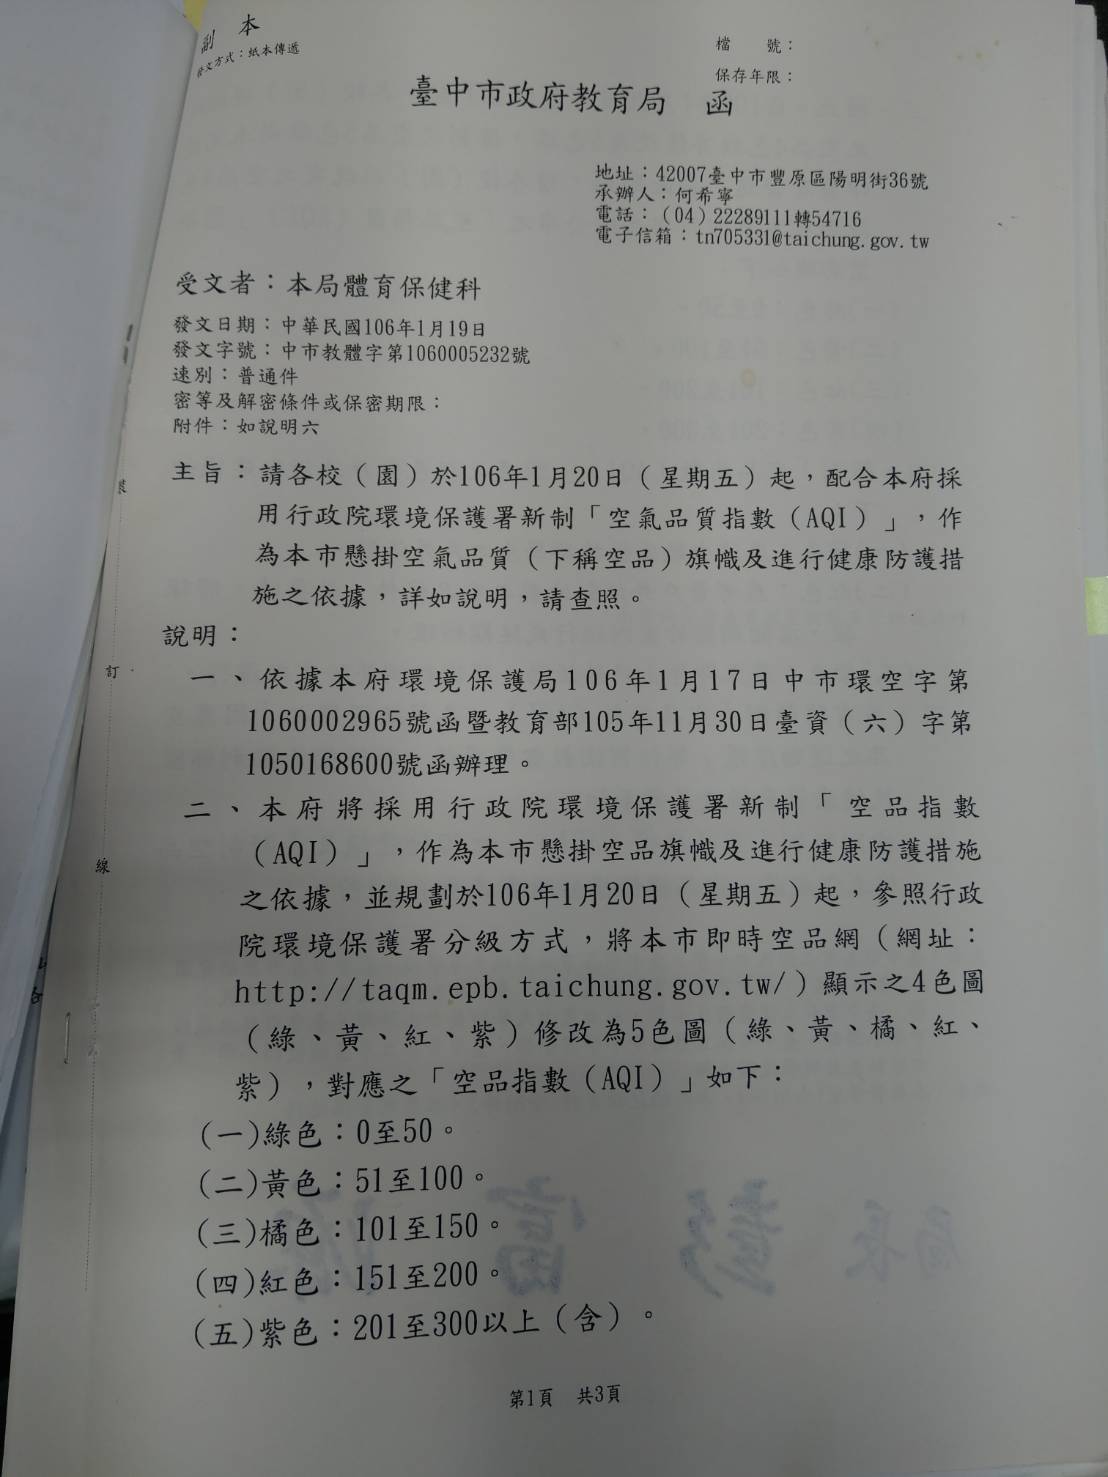 副本
發文方式：紙本傳遞
檔　　號：
保存年限：
臺中市政府教育局　函
地址：42007臺中市豐原區陽明街36號
承辦人：何希寧
電話：（04）22289111轉54716
電子信箱：tn705331@taichung.gov.tw
受文者：本局體育保健科
發文日期：中華民國106年1月19日
發文字號：中市教體字第1060005232號
速別：普通件
密等及解密條件或保密期限：
附件：如說明六
主旨：請各校（園）於106年1月20日（星期五）起，配合本府採
用行政院環境保護署新制「空氣品質指數（AQI）」，作
為本市懸掛空氣品質（下稱空品）旗幟及進行健康防護措
施之依據，詳如說明，請查照。
說明：
一、依據本府環境保護局106年1月17日中市環空字第
1060002965號函暨教育部105年11月30日臺資（六）字第
1050168600號函辦理。
二、本府將採用行政院環境保護署新制「空品指數
（AQI）」，作為本市懸掛空品旗幟及進行健康防護措施
之依據，並規劃於106年1月20日（星期五）起，參照行政
院環境保護署分級方式，將本市即時空品網（網址：
http://taqm.epb.taichung.gov.tw/）顯示之4色圖
（綠、黃、紅、紫）修改為5色圖（綠、黃、橘、紅、
紫），對應之「空品指數（AQI）」如下：
(一)綠色：0至50。
(二)黃色：51至100。
(三)橘色：101至150。
(四)紅色：151至200。
(五)紫色：201至300以上（含）。
訂
線
第1頁　共3頁